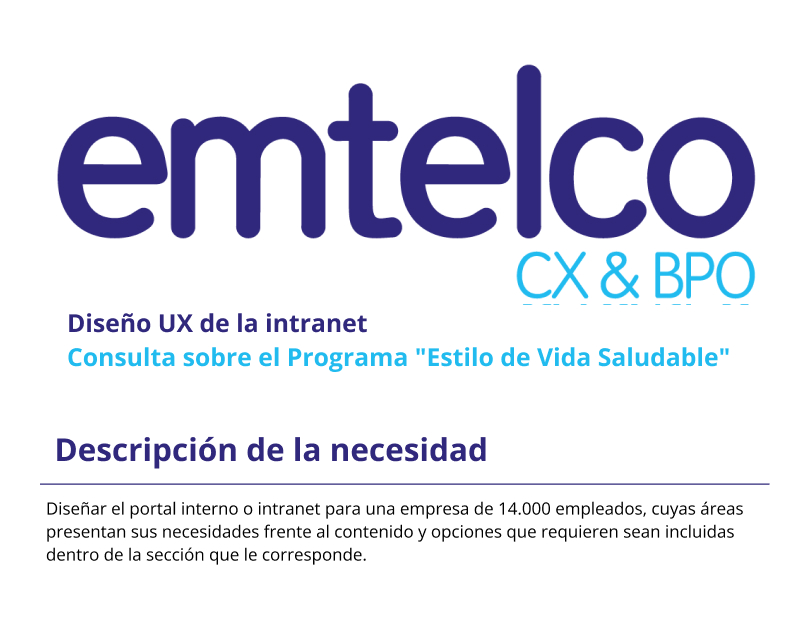 emtelco
CX & BPO
Diseño UX de la intranet
Consulta sobre el Programa "Estilo de Vida Saludable"
Descripción de la necesidad
Diseñar el portal interno o intranet para una empresa de 14.000 empleados, cuyas áreas
presentan sus necesidades frente al contenido y opciones que requieren sean incluidas
dentro de la sección que le corresponde.